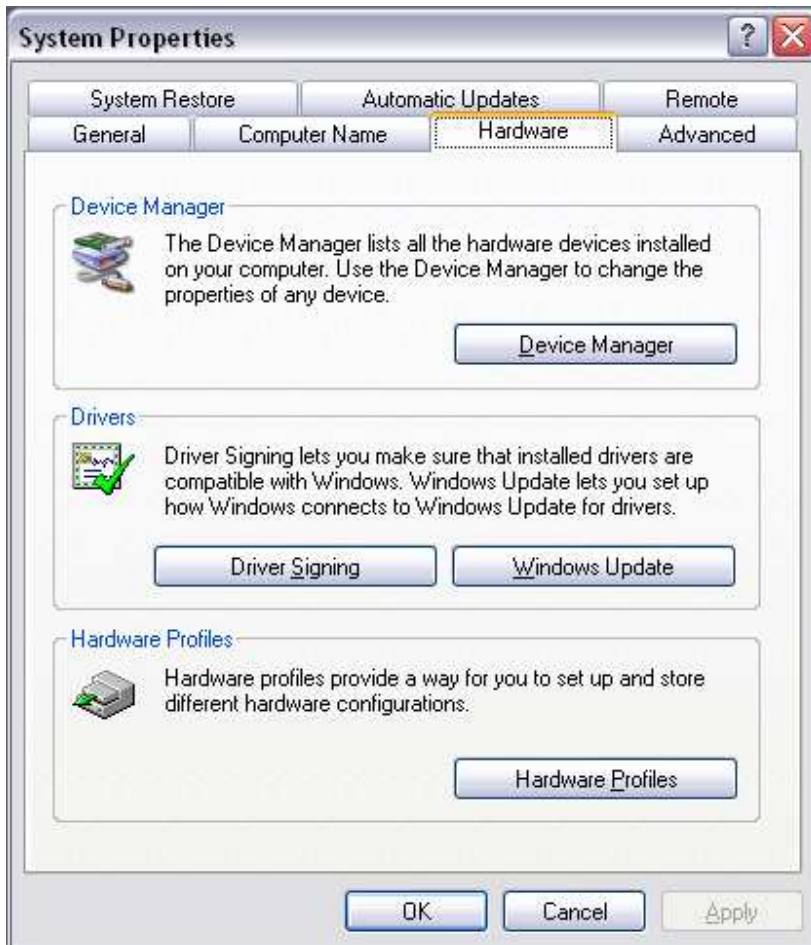 System Properties
System Restore Automatic Updates Remote
General Computer Name Hardware Advanced
Device Manager
The Device Manager lists all the hardware devices installed
on your computer. Use the Device Manager to change the
properties of any device.
Device Manager
Drivers
Driver Signing lets you make sure that installed drivers are
compatible with Windows. Windows Update lets you set up
how Windows connects to Windows Update for drivers.
Driver Signing Windows Update
Hardware Profiles
Hardware profiles provide a way for you to set up and store
different hardware configurations.
Hardware Profiles
OK Cancel Apply